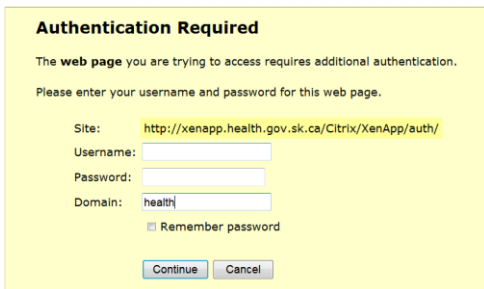 Authentication Required
The web page you are trying to access requires additional authentication.
Please enter your username and password for this web page.
Site: http://xenapp.health.gov.sk.ca/Citrix/XenApp/auth/
Username:
Password:
Domain: health
Remember password
Continue Cancel